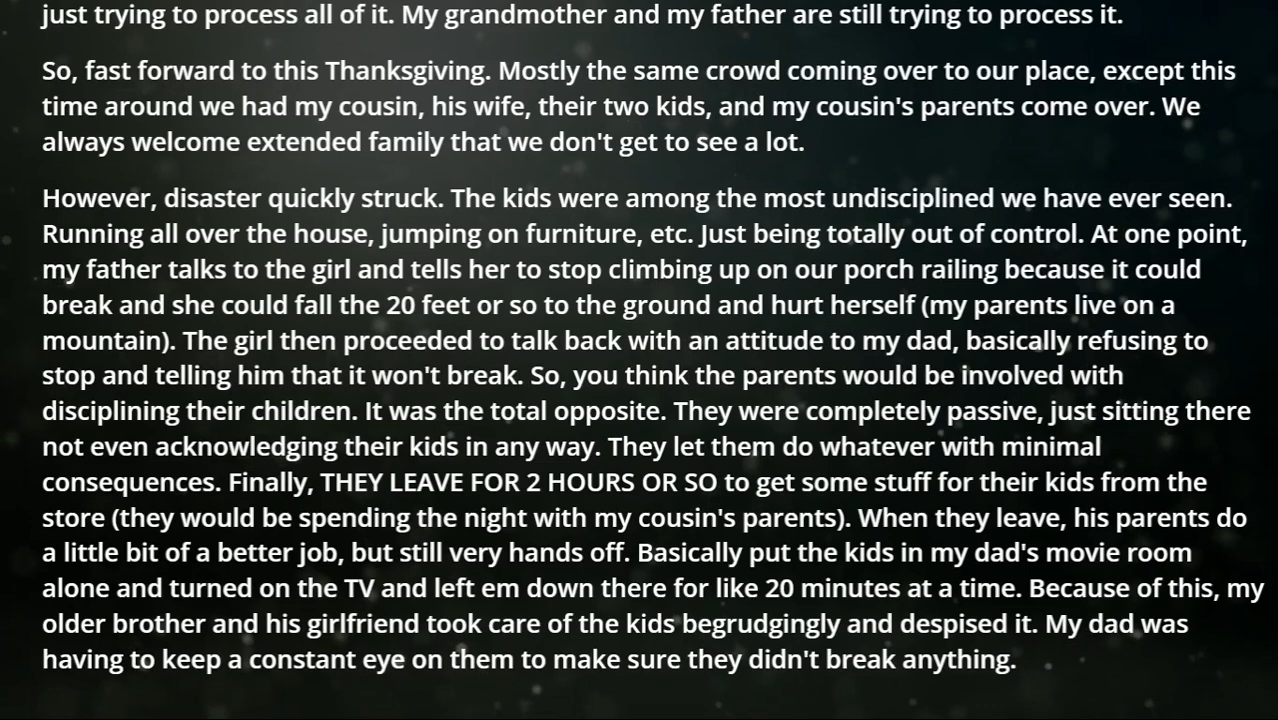 just trying to process all of it. My grandmother and my father are still trying to process it.
So, fast forward to this Thanksgiving. Mostly the same crowd coming over to our place, except this
time around we had my cousin, his wife, their two kids, and my cousin's parents come over. We
always welcome extended family that we don't get to see a lot.
However, disaster quickly struck. The kids were among the most undisciplined we have ever seen.
Running all over the house, jumping on furniture, etc. Just being totally out of control. At one point,
my father talks to the girl and tells her to stop climbing up on our porch railing because it could
break and she could fall the 20 feet or so to the ground and hurt herself (my parents live on a
mountain). The girl then proceeded to talk back with an attitude to my dad, basically refusing to
stop and telling him that it won't break. So, you think the parents would be involved with
disciplining their children. It was the total opposite. They were completely passive, just sitting there
not even acknowledging their kids in any way. They let them do whatever with minimal
consequences. Finally, THEY LEAVE FOR 2 HOURS OR SO to get some stuff for their kids from the
store (they would be spending the night with my cousin's parents). When they leave, his parents do
a little bit of a better job, but still very hands off. Basically put the kids in my dad's movie room
alone and turned on the TV and left em down there for like 20 minutes at a time. Because of this, my
older brother and his girlfriend took care of the kids begrudgingly and despised it. My dad was
having to keep a constant eye on them to make sure they didn't break anything.